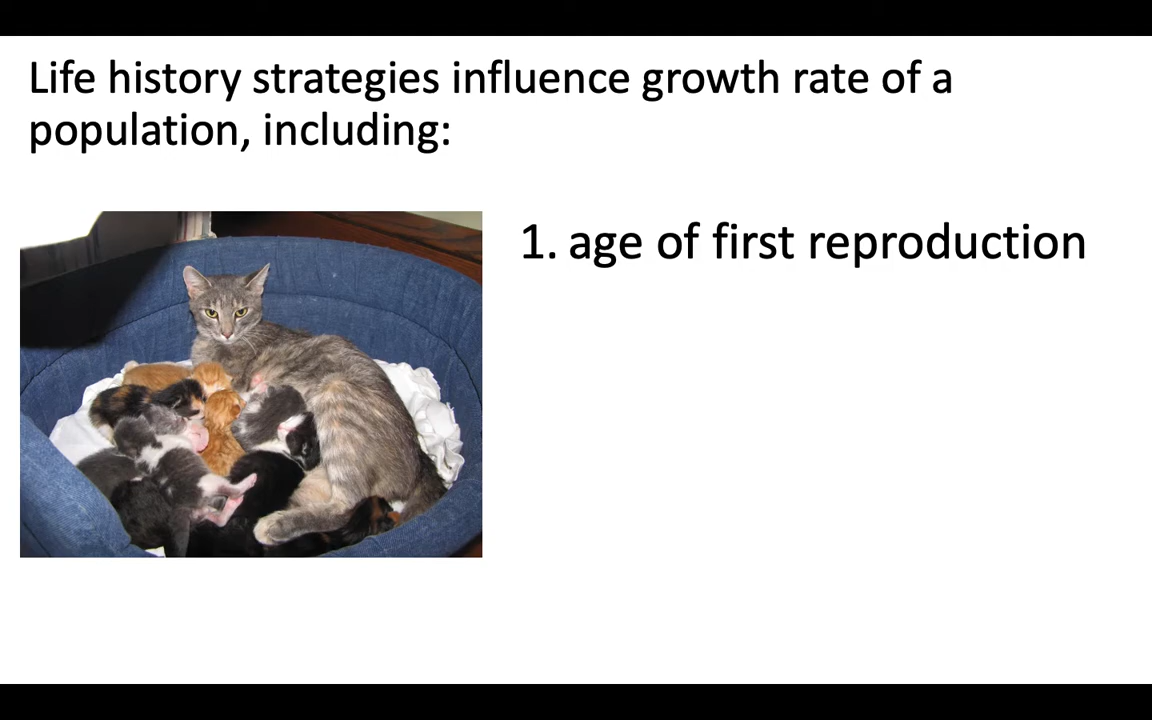 Life history strategies influence growth rate of a
population, including:
1. age of first reproduction